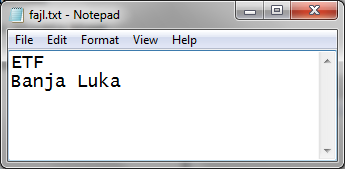 fajl.txt - Notepad
File Edit Format View Help
ETF
Banja Luka